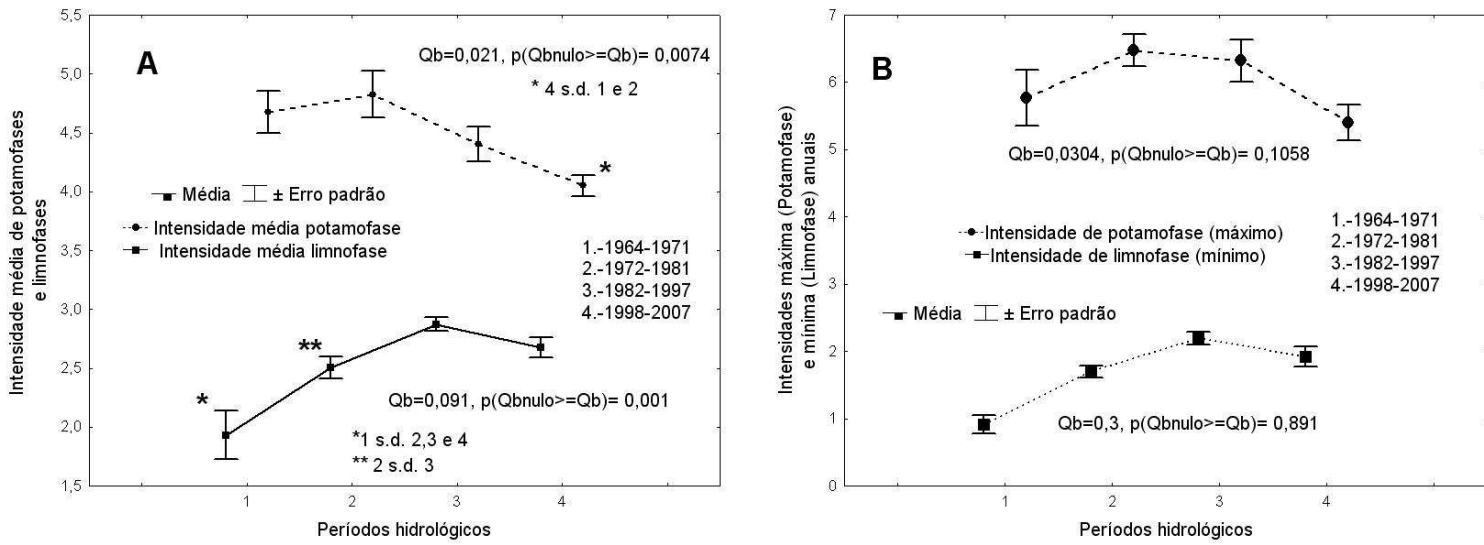 A
Qb=0,021, p(Qbnulo>=Qb)= 0,0074
* 4 s.d. 1 e 2
*
Média ± Erro padrão
Intensidade média potamofase
Intensidade média limnofase
1.-1964-1971
2.-1972-1981
3.-1982-1997
4.-1998-2007
**
*
Qb=0,091, p(Qbnulo>=Qb)= 0,001
*1 s.d. 2,3 e 4
** 2 s.d. 3
5,5
5,0
4,5
4,0
3,5
3,0
2,5
2,0
1,5
Intensidade média de potamofases
e limnofases
1 2 3 4
Períodos hidrológicos
B
Qb=0,0304, p(Qbnulo>=Qb)= 0,1058
Intensidade de potamofase (máximo)
Intensidade de limnofase (mínimo)
1.-1964-1971
2.-1972-1981
3.-1982-1997
4.-1998-2007
Média ± Erro padrão
Qb=0,3, p(Qbnulo>=Qb)= 0,891
7
6
5
4
3
2
1
0
Intensidades máxima (Potamofase)
e mínima (Limnofase) anuais
1 2 3 4
Períodos hidrológicos